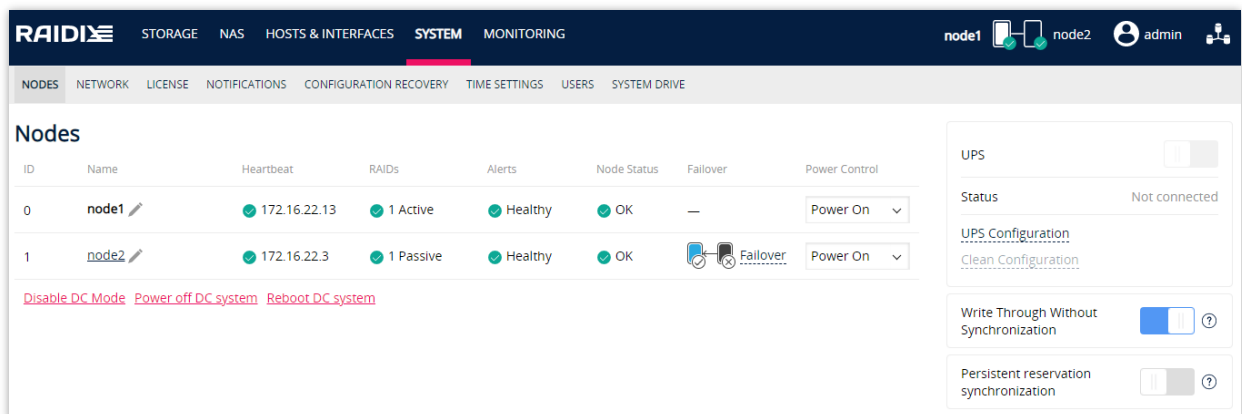 RAIDIX STORAGE NAS HOSTS & INTERFACES SYSTEM MONITORING node1 node2 admin
NODES NETWORK LICENSE NOTIFICATIONS CONFIGURATION RECOVERY TIME SETTINGS USERS SYSTEM DRIVE
Nodes
ID Name Heartbeat RAIDs Alerts Node Status Failover Power Control
0 node1 172.16.22.13 1 Active Healthy OK — Power On
1 node2 172.16.22.3 1 Passive Healthy OK Failover Power On
Disable DC Mode Power off DC system Reboot DC system
UPS
Status Not connected
UPS Configuration
Clean Configuration
Write Through Without
Synchronization ?
Persistent reservation
synchronization ?